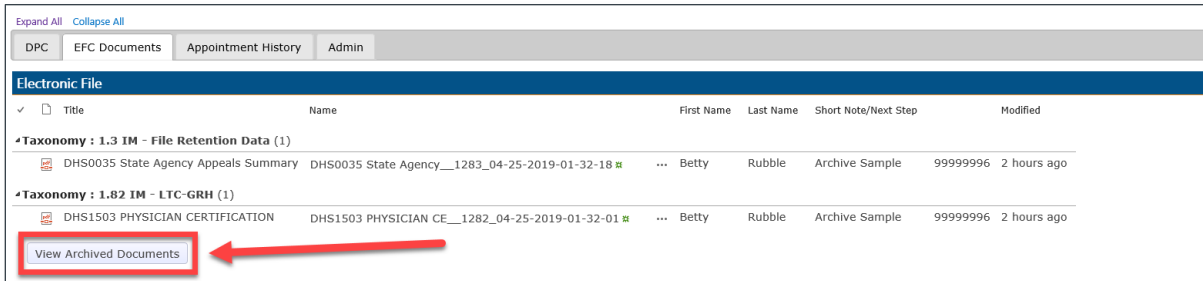 Expand All Collapse All
DPC EFC Documents Appointment History Admin
Electronic File
Title Name First Name Last Name Short Note/Next Step Modified
Taxonomy : 1.3 IM - File Retention Data (1)
DHS0035 State Agency Appeals Summary DHS0035 State Agency__1283_04-25-2019-01-32-18 ... Betty Rubble Archive Sample 99999996 2 hours ago
Taxonomy : 1.82 IM - LTC-GRH (1)
DHS1503 PHYSICIAN CERTIFICATION DHS1503 PHYSICIAN CE__1282_04-25-2019-01-32-01 ... Betty Rubble Archive Sample 99999996 2 hours ago
View Archived Documents